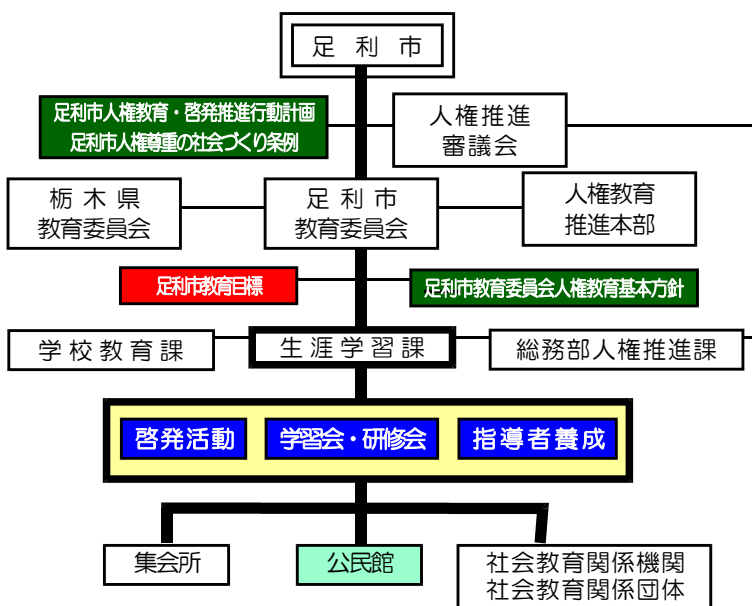 足利市
足利市人権教育・啓発推進行動計画
足利市人権尊重の社会づくり条例
人権推進
審議会
栃木県
教育委員会
足利市
教育委員会
人権教育
推進本部
足利市教育目標
足利市教育委員会人権教育基本方針
学校教育課
生涯学習課
総務部人権推進課
啓発活動
学習会・研修会
指導者養成
集会所
公民館
社会教育関係機関
社会教育関係団体